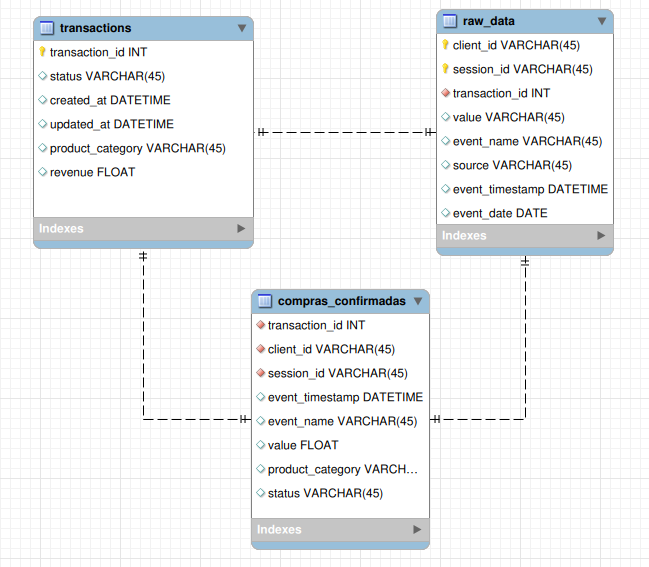 transactions
transaction_id INT
status VARCHAR(45)
created_at DATETIME
updated_at DATETIME
product_category VARCHAR(45)
revenue FLOAT
Indexes
raw_data
client_id VARCHAR(45)
session_id VARCHAR(45)
transaction_id INT
value VARCHAR(45)
event_name VARCHAR(45)
source VARCHAR(45)
event_timestamp DATETIME
event_date DATE
Indexes
compras_confirmadas
transaction_id INT
client_id VARCHAR(45)
session_id VARCHAR(45)
event_timestamp DATETIME
event_name VARCHAR(45)
value FLOAT
product_category VARCH...
status VARCHAR(45)
Indexes